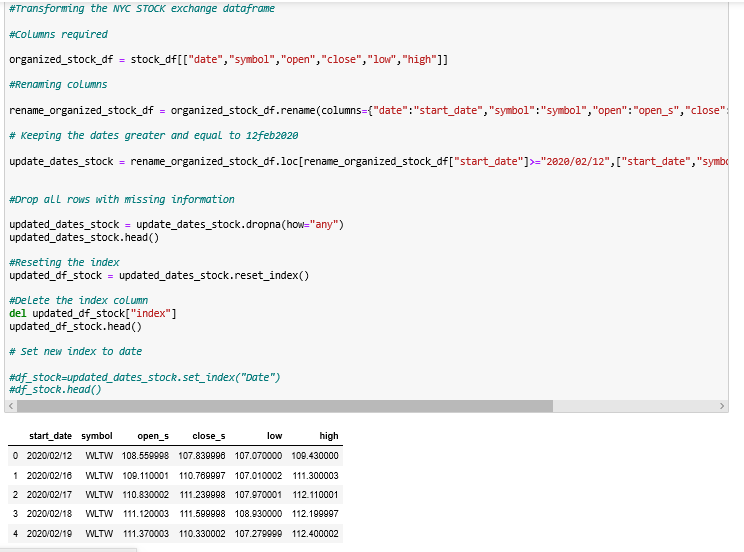 #Transforming the NYC STOCK exchange dataframe
#Columns required
organized_stock_df = stock_df[["date","symbol","open","close","low","high"]]
#Renaming columns
rename_organized_stock_df = organized_stock_df.rename(columns={"date":"start_date","symbol":"symbol","open":"open_s","close":
# Keeping the dates greater and equal to 12feb2020
update_dates_stock = rename_organized_stock_df.loc[rename_organized_stock_df["start_date"]>="2020/02/12",["start_date","symbo
#Drop all rows with missing information
updated_dates_stock = update_dates_stock.dropna(how="any")
updated_dates_stock.head()
#Reseting the index
updated_df_stock = updated_dates_stock.reset_index()
#Delete the index column
del updated_df_stock["index"]
updated_df_stock.head()
# Set new index to date
#df_stock=updated_dates_stock.set_index("Date")
#df_stock.head()
start_date symbol open_s close_s low high
0 2020/02/12 WLTW 108.559998 107.839996 107.070000 109.430000
1 2020/02/16 WLTW 109.110001 110.769997 107.010002 111.300003
2 2020/02/17 WLTW 110.830002 111.239998 107.970001 112.110001
3 2020/02/18 WLTW 111.120003 111.599998 108.930000 112.199997
4 2020/02/19 WLTW 111.370003 110.330002 107.279999 112.400002